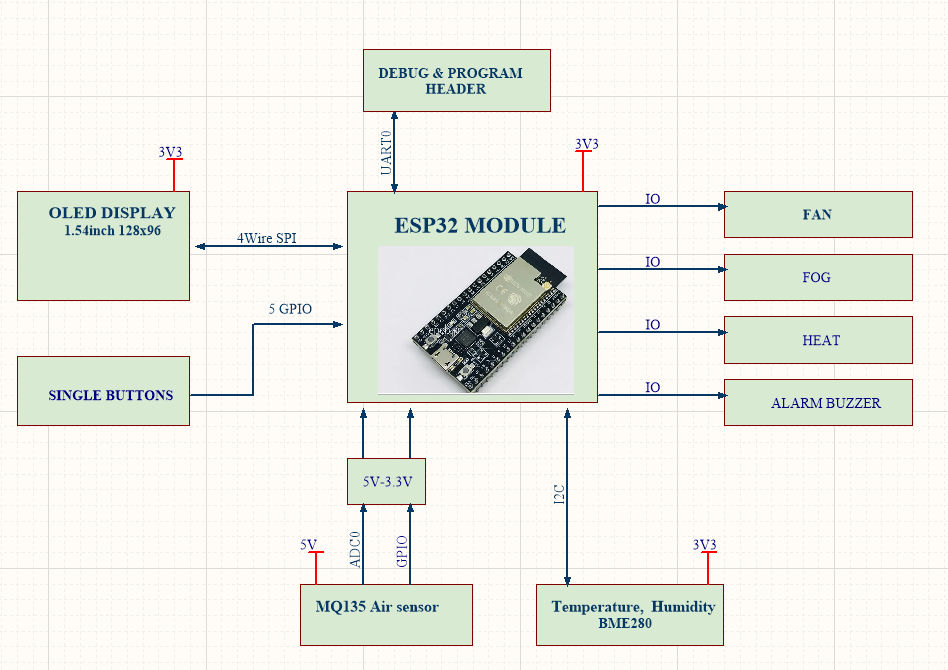 DEBUG & PROGRAM
HEADER
UART0
3V3
3V3
OLED DISPLAY
1.54inch 128x96
4Wire SPI
ESP32 MODULE
5 GPIO
SINGLE BUTTONS
IO
FAN
IO
FOG
IO
HEAT
IO
ALARM BUZZER
5V-3.3V
ADC0
GPIO
I2C
5V
3V3
MQ135 Air sensor
Temperature, Humidity
BME280